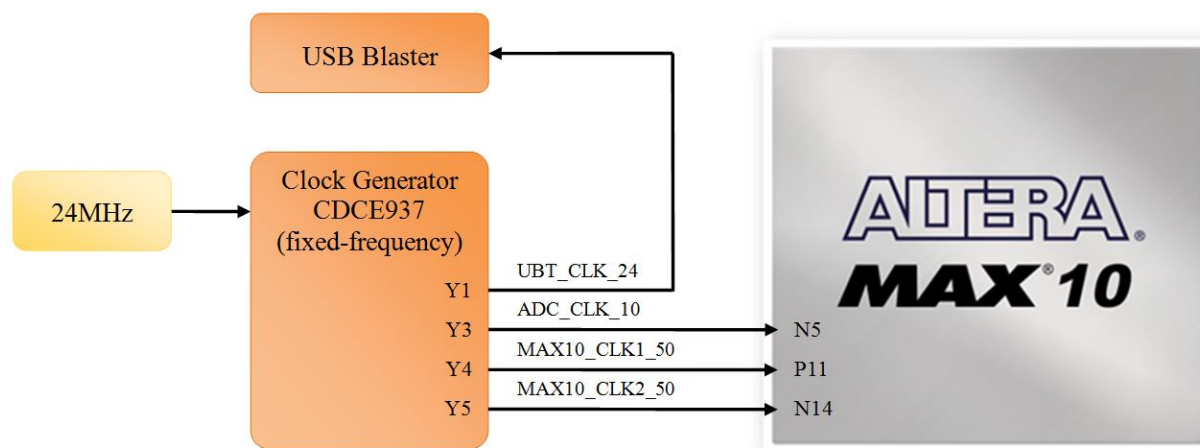 USB Blaster
24MHz
Clock Generator
CDCE937
(fixed-frequency)
Y1
UBT_CLK_24
Y3
ADC_CLK_10
N5
Y4
MAX10_CLK1_50
P11
Y5
MAX10_CLK2_50
N14
ALTERA®
MAX® 10